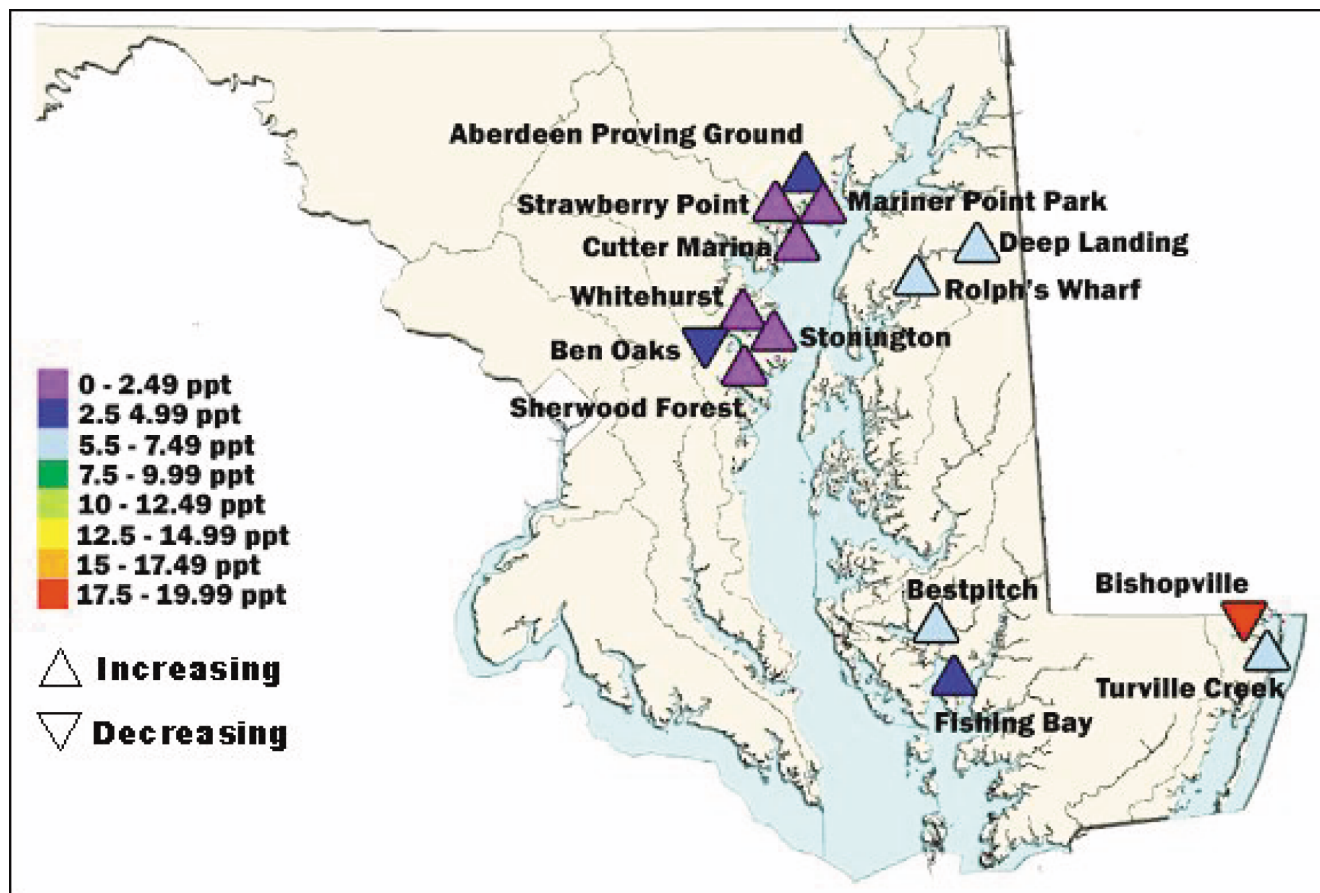 Aberdeen Proving Ground
Strawberry Point
Mariner Point Park
Cutter Marina
Deep Landing
Rolph's Wharf
Whitehurst
Stonington
Ben Oaks
Sherwood Forest
0 - 2.49 ppt
2.5 4.99 ppt
5.5 - 7.49 ppt
7.5 - 9.99 ppt
10 - 12.49 ppt
12.5 - 14.99 ppt
15 - 17.49 ppt
17.5 - 19.99 ppt
Increasing
Decreasing
Bestpitch
Fishing Bay
Bishopville
Turville Creek